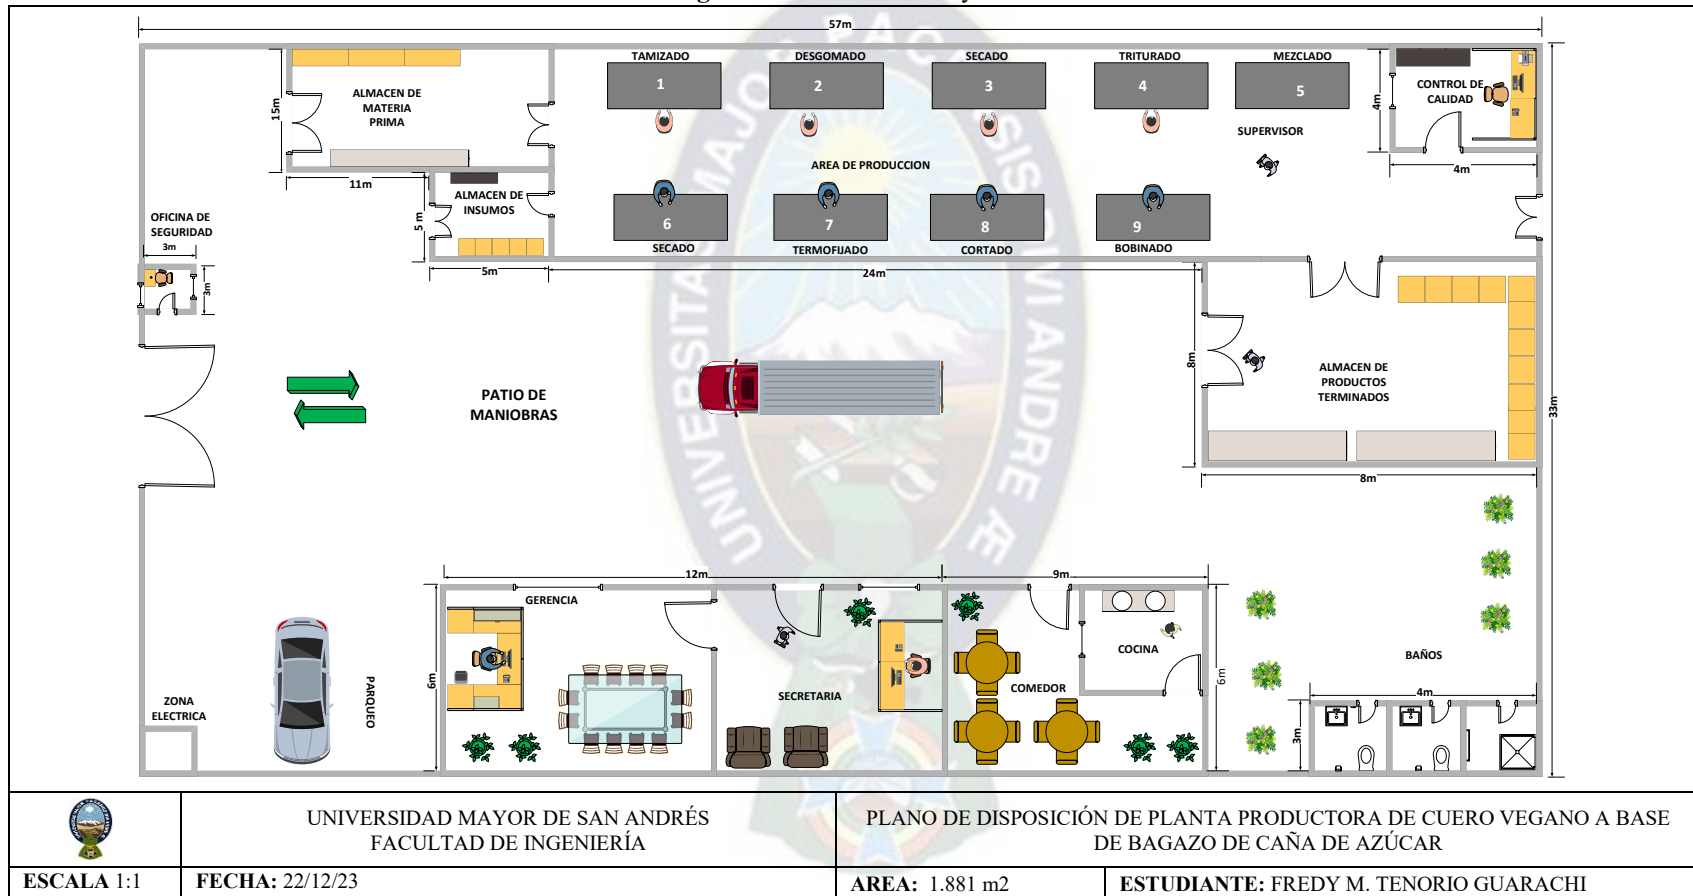 57m
TAMIZADO
DESGOMADO
SECADO
TRITURADO
MEZCLADO
1
2
3
4
5
ALMACEN DE
MATERIA
PRIMA
15m
11m
CONTROL DE
CALIDAD
4m
4m
SUPERVISOR
AREA DE PRODUCCION
ALMACEN DE
INSUMOS
5 m
5m
6
7
8
9
SECADO
TERMOFIJADO
CORTADO
BOBINADO
24m
OFICINA DE
SEGURIDAD
3m
3m
PATIO DE
MANIOBRAS
ALMACEN DE
PRODUCTOS
TERMINADOS
8m
8m
33m
UNIVERSITAS MAJOR PACENSIS DIVI ANDRE Æ
12m
9m
GERENCIA
6m
SECRETARIA
COMEDOR
COCINA
6m
BAÑOS
4m
3m
PARQUEO
ZONA
ELECTRICA
UNIVERSIDAD MAYOR DE SAN ANDRÉS
FACULTAD DE INGENIERÍA
PLANO DE DISPOSICIÓN DE PLANTA PRODUCTORA DE CUERO VEGANO A BASE
DE BAGAZO DE CAÑA DE AZÚCAR
ESCALA 1:1
FECHA: 22/12/23
AREA: 1.881 m2
ESTUDIANTE: FREDY M. TENORIO GUARACHI